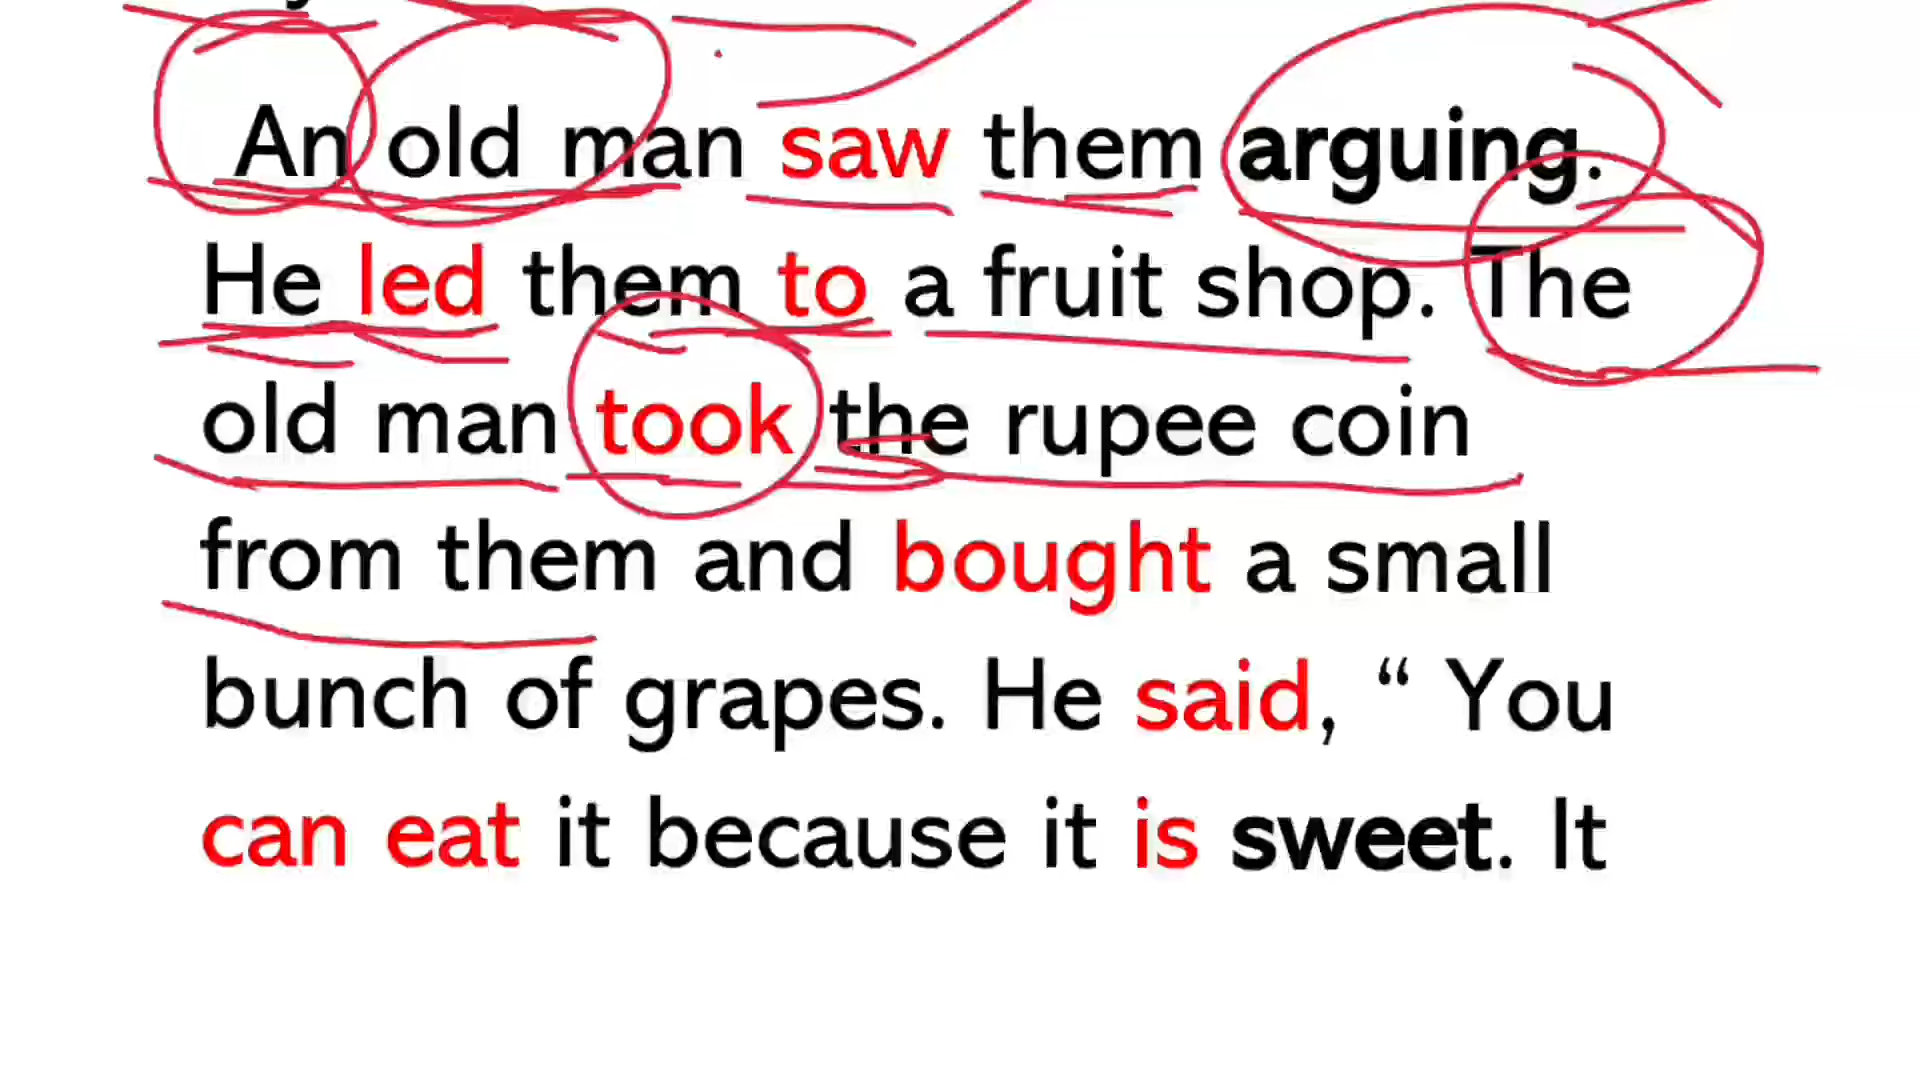 An old man saw them arguing.
He led them to a fruit shop. The
old man took the rupee coin
from them and bought a small
bunch of grapes. He said, “ You
can eat it because it is sweet. It